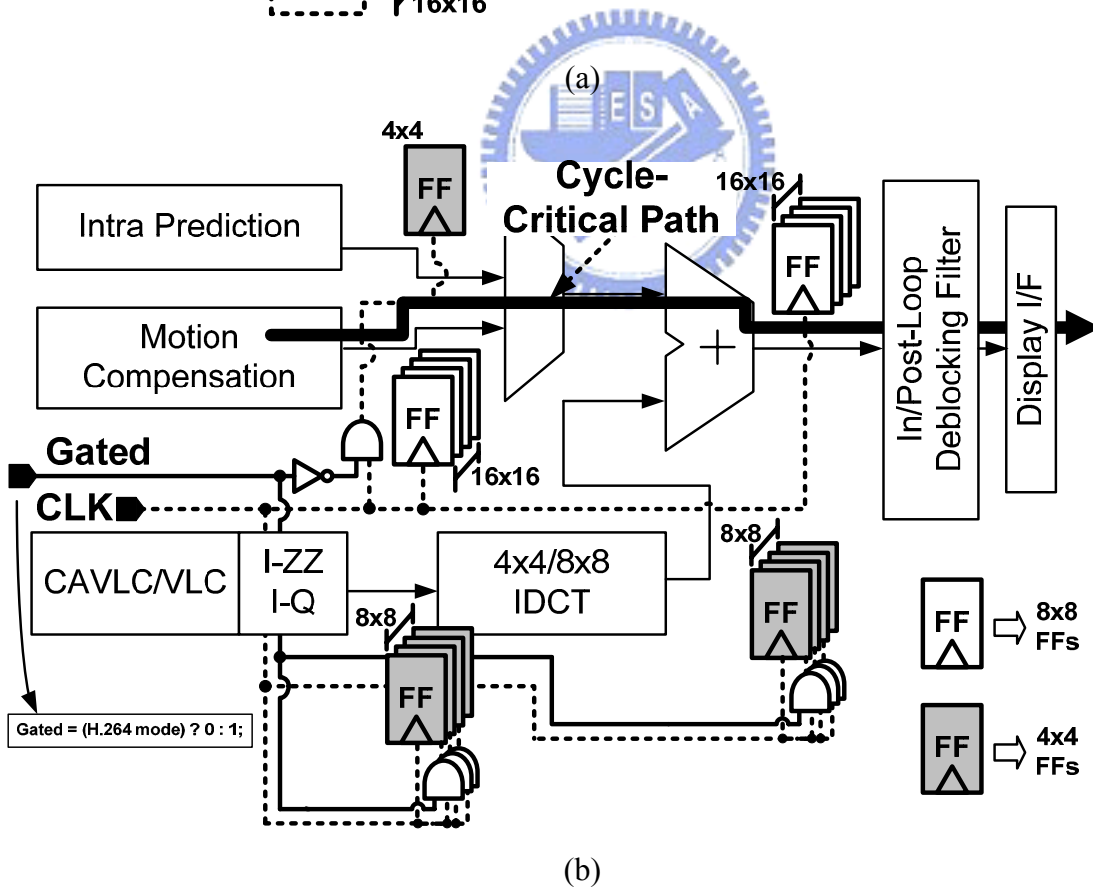 16x16
(a)
E S A
4x4
FF
Cycle-
Critical Path
16x16
FF
Intra Prediction
Motion
Compensation
FF
16x16
In/Post-Loop
Deblocking Filter
Display I/F
+
Gated
CLK
CAVLC/VLC
I-ZZ
I-Q
4x4/8x8
IDCT
8x8
FF
8x8
FF
FF
8x8
FFs
FF
4x4
FFs
Gated = (H.264 mode) ? 0 : 1;
(b)